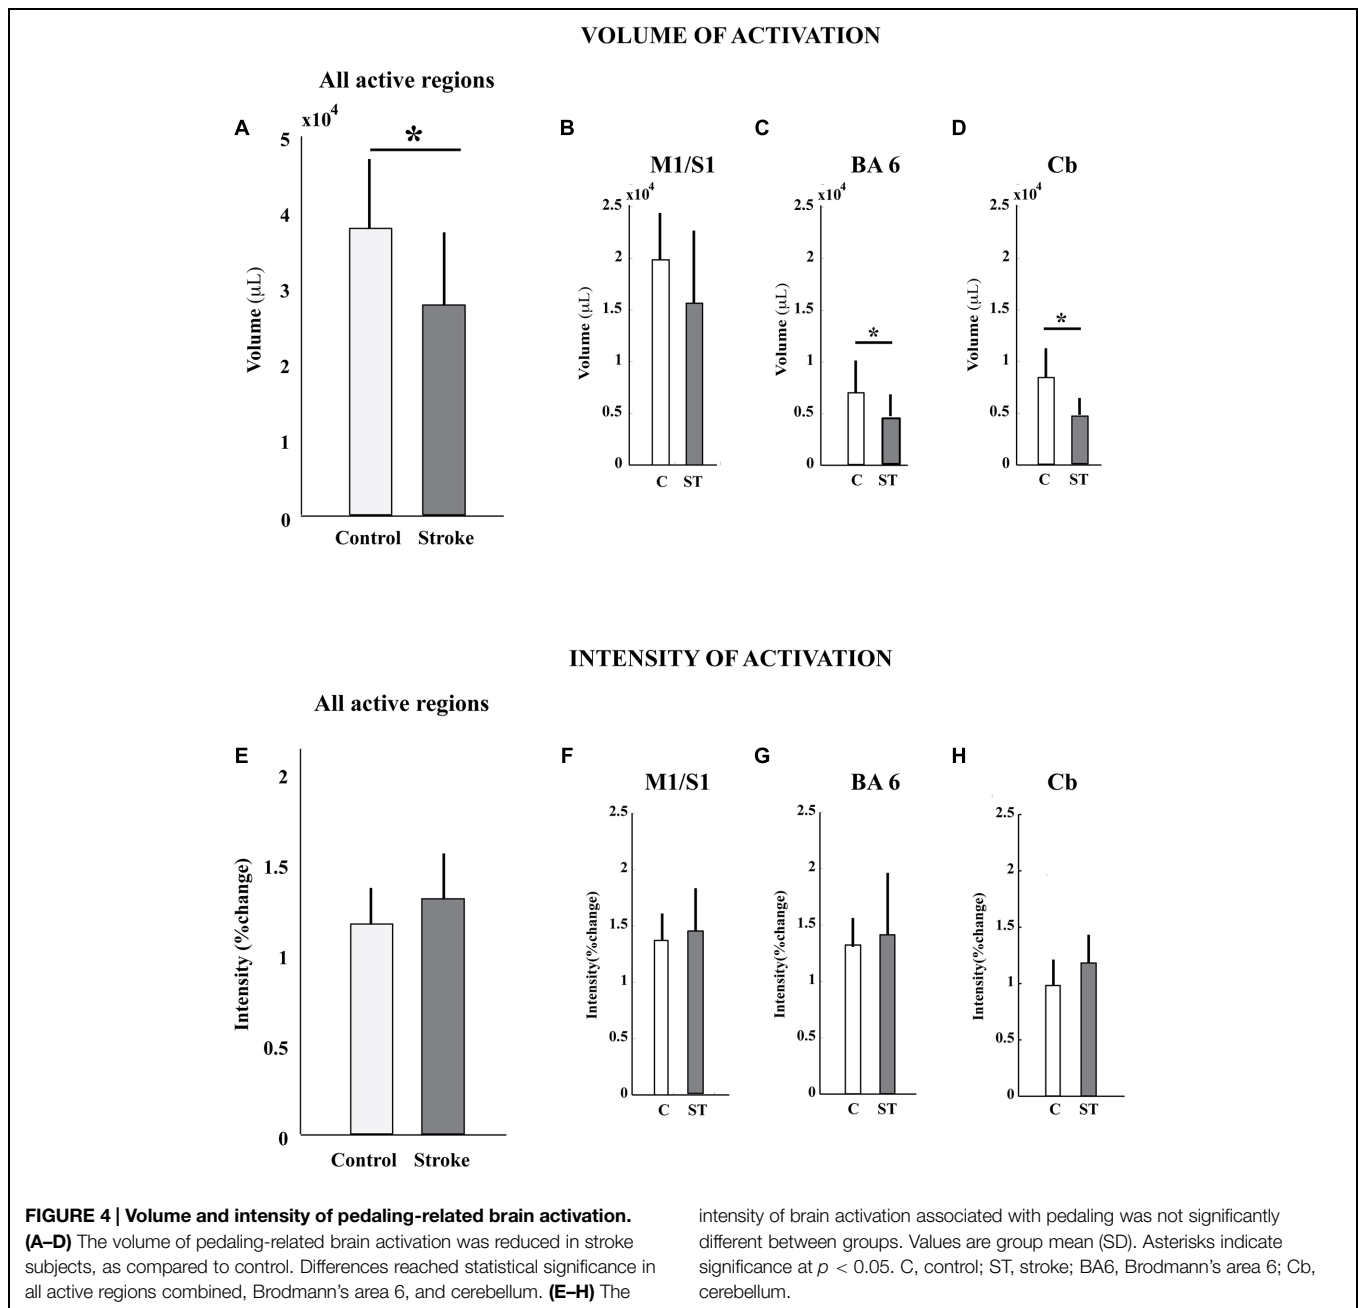 VOLUME OF ACTIVATION
All active regions
A
x10⁴
5
4
3
2
1
0
Volume (µL)
*
Control Stroke
B
M1/S1
x10⁴
2.5
2
1.5
1
0.5
0
Volume (µL)
C ST
C
BA 6
x10⁴
2.5
2
1.5
1
0.5
0
Volume (µL)
*
C ST
D
Cb
x10⁴
2.5
2
1.5
1
0.5
0
Volume (µL)
*
C ST
INTENSITY OF ACTIVATION
All active regions
E
2
1.5
1
0.5
0
Intensity (%change)
Control Stroke
F
M1/S1
2.5
2
1.5
1
0.5
0
Intensity(%change)
C ST
G
BA 6
2.5
2
1.5
1
0.5
0
Intensity(%change)
C ST
H
Cb
2.5
2
1.5
1
0.5
0
Intensity(%change)
C ST
FIGURE 4 | Volume and intensity of pedaling-related brain activation.
(A–D) The volume of pedaling-related brain activation was reduced in stroke
subjects, as compared to control. Differences reached statistical significance in
all active regions combined, Brodmann's area 6, and cerebellum. (E–H) The
intensity of brain activation associated with pedaling was not significantly
different between groups. Values are group mean (SD). Asterisks indicate
significance at p < 0.05. C, control; ST, stroke; BA6, Brodmann's area 6; Cb,
cerebellum.